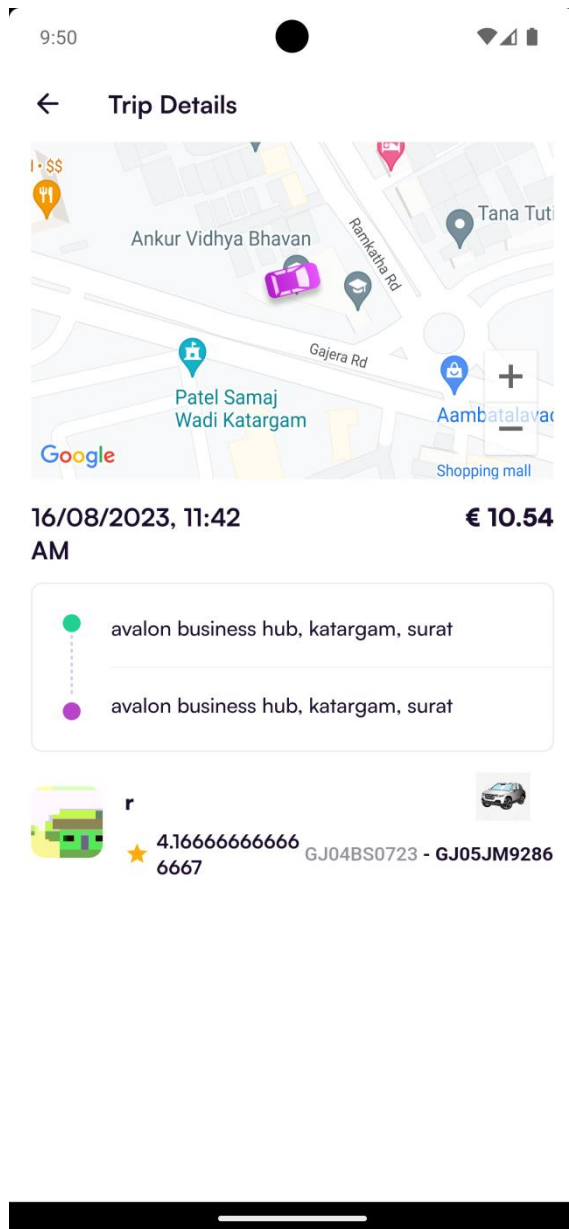 9:50
Trip Details
l · $$
Ankur Vidhya Bhavan
Ramkatha Rd
Tana Tuti
Gajera Rd
Patel Samaj
Wadi Katargam
Aambatalavad
Google
Shopping mall
16/08/2023, 11:42
AM
€ 10.54
avalon business hub, katargam, surat
avalon business hub, katargam, surat
r
4.16666666666
6667
GJ04BS0723 - GJ05JM9286